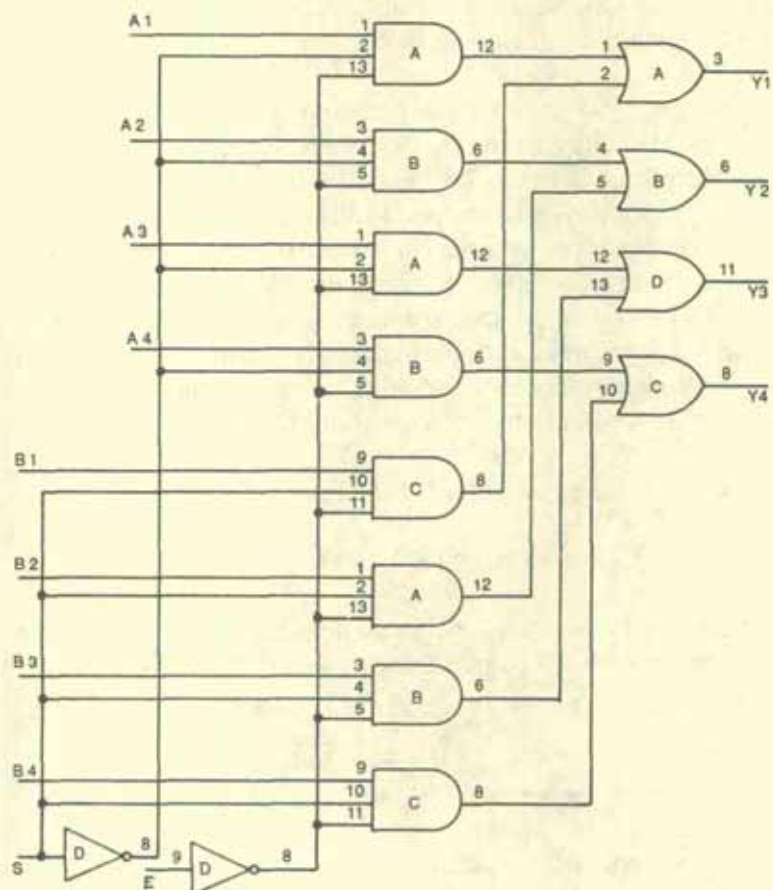 A1 1
2 A 12 1 A 3
13 2 Y1
A2 3
4 B 6 4 B 6
5 5 Y2
A3 1
2 A 12 12 D 11
13 13 Y3
A4 3
4 B 6 9 C 8
5 10 Y4
B1 9
10 C 8
11
B2 1
2 A 12
13
B3 3
4 B 6
5
B4 9
10 C 8
11
S D 8 9 D 8
E